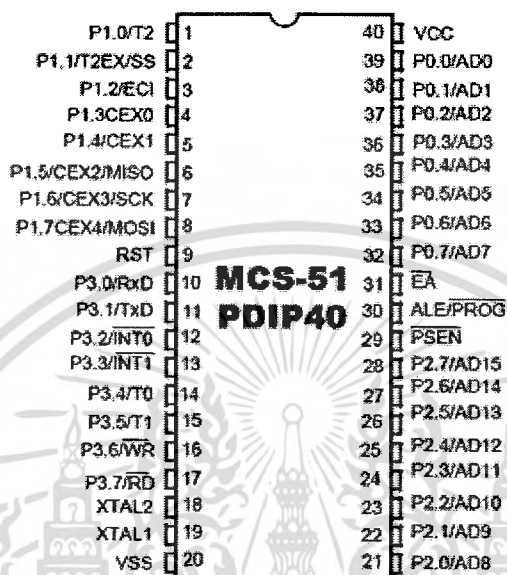 P1.0/T2 1 40 VCC
P1.1/T2EX/SS 2 39 P0.0/AD0
P1.2/ECI 3 38 P0.1/AD1
P1.3CEX0 4 37 P0.2/AD2
P1.4/CEX1 5 36 P0.3/AD3
P1.5/CEX2/MISO 6 35 P0.4/AD4
P1.6/CEX3/SCK 7 34 P0.5/AD5
P1.7CEX4/MOSI 8 33 P0.6/AD6
RST 9 32 P0.7/AD7
P3.0/RxD 10 MCS-51 31 EA
P3.1/TxD 11 PDIP40 30 ALE/PROG
P3.2/INT0 12 29 PSEN
P3.3/INT1 13 28 P2.7/AD15
P3.4/T0 14 27 P2.6/AD14
P3.5/T1 15 26 P2.5/AD13
P3.6/WR 16 25 P2.4/AD12
P3.7/RD 17 24 P2.3/AD11
XTAL2 18 23 P2.2/AD10
XTAL1 19 22 P2.1/AD9
VSS 20 21 P2.0/AD8